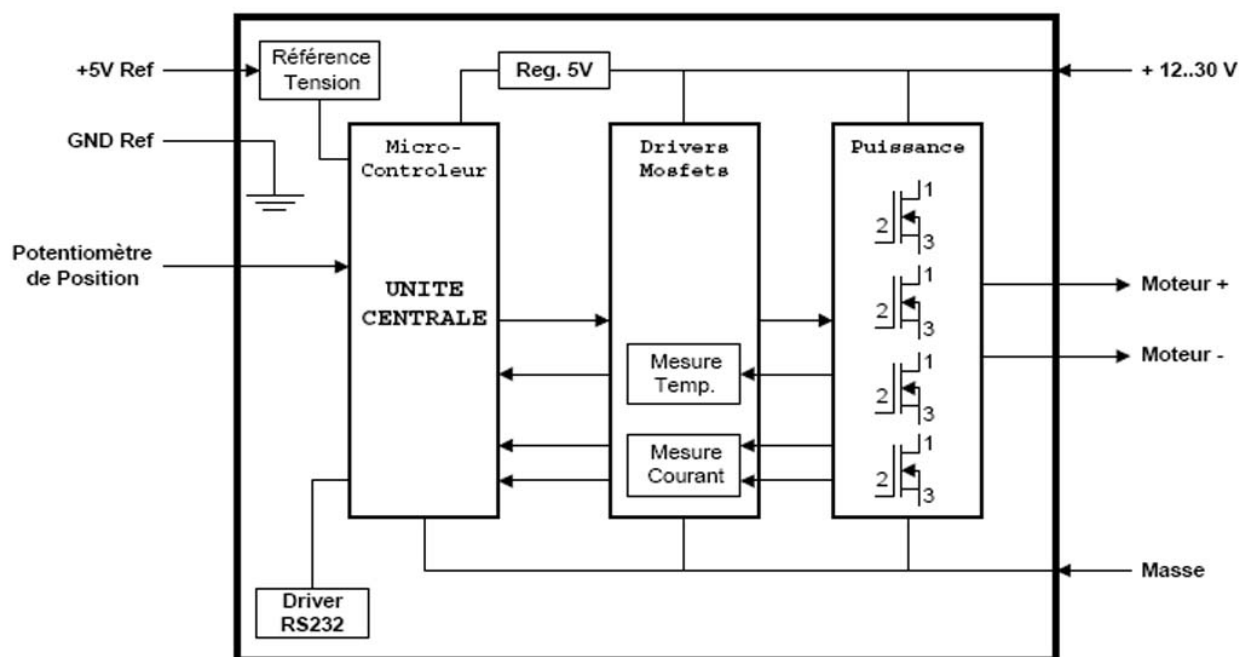 +5V Ref
Référence
Tension
Reg. 5V
+ 12..30 V
GND Ref
Micro-
Controleur
Drivers
Mosfets
Puissance
1
2
3
Potentiomètre
de Position
UNITE
CENTRALE
1
2
3
Moteur +
Moteur -
Mesure
Temp.
1
2
3
Mesure
Courant
1
2
3
Masse
Driver
RS232